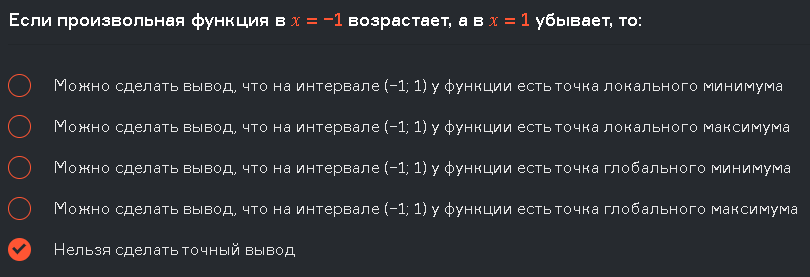 Если произвольная функция в x = −1 возрастает, а в x = 1 убывает, то:
Можно сделать вывод, что на интервале (−1; 1) у функции есть точка локального минимума
Можно сделать вывод, что на интервале (−1; 1) у функции есть точка локального максимума
Можно сделать вывод, что на интервале (−1; 1) у функции есть точка глобального минимума
Можно сделать вывод, что на интервале (−1; 1) у функции есть точка глобального максимума
Нельзя сделать точный вывод